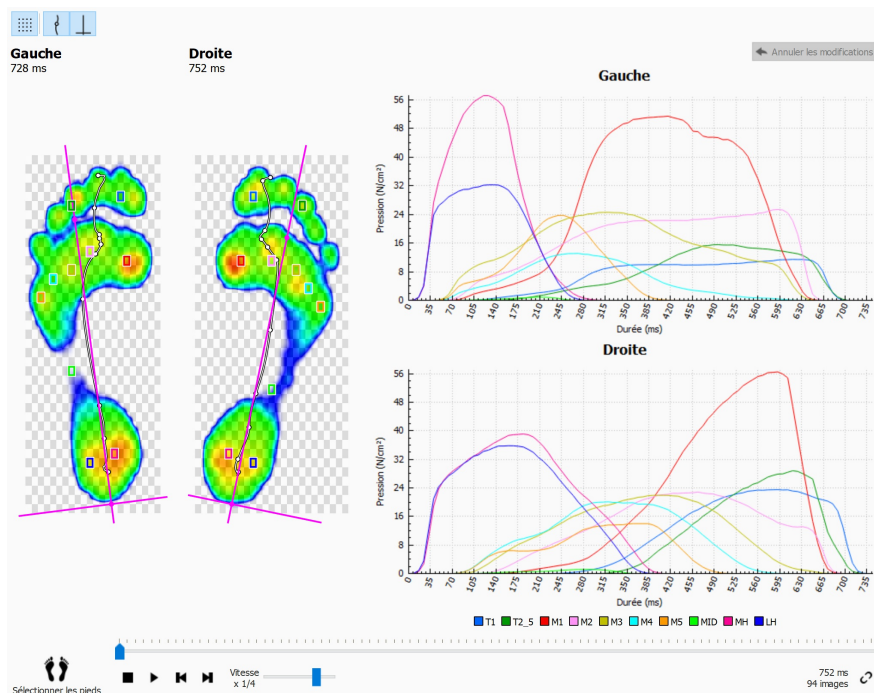 Gauche
728 ms
Droite
752 ms
Annuler les modifications
Gauche
Pression (N/cm²)
56
48
40
32
24
16
8
0
0 35 70 105 140 175 210 245 280 315 350 385 420 455 490 525 560 595 630 665 700 735
Durée (ms)
Droite
Pression (N/cm²)
56
48
40
32
24
16
8
0
0 35 70 105 140 175 210 245 280 315 350 385 420 455 490 525 560 595 630 665 700 735
Durée (ms)
T1 T2_5 M1 M2 M3 M4 M5 MID MH LH
Sélectionner les pieds
Vitesse
x 1/4
752 ms
94 images